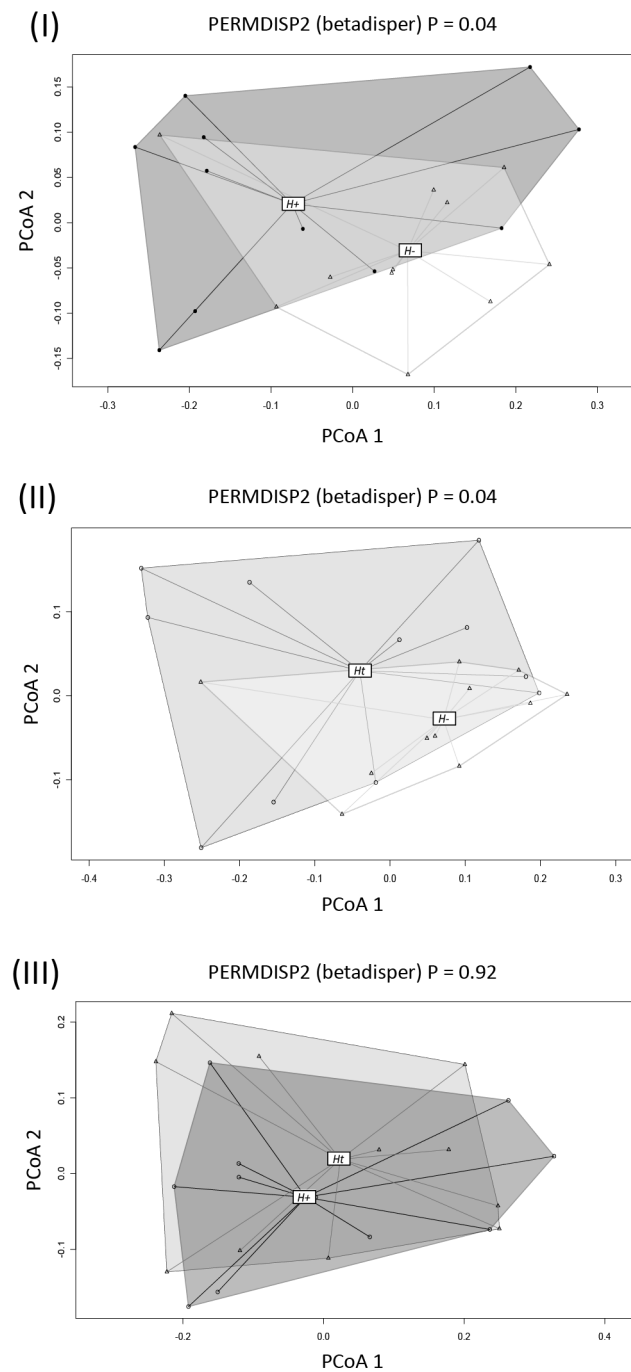 (I)
PERMDISP2 (betadisper) P = 0.04
PCoA 2
0.15
0.10
0.05
0.00
-0.05
-0.10
-0.15
H+
H-
-0.3 -0.2 -0.1 0.0 0.1 0.2 0.3
PCoA 1
(II)
PERMDISP2 (betadisper) P = 0.04
PCoA 2
0.1
0.0
-0.1
Ht
H-
-0.4 -0.3 -0.2 -0.1 0.0 0.1 0.2 0.3
PCoA 1
(III)
PERMDISP2 (betadisper) P = 0.92
PCoA 2
0.2
0.1
0.0
-0.1
Ht
H+
-0.2 0.0 0.2 0.4
PCoA 1